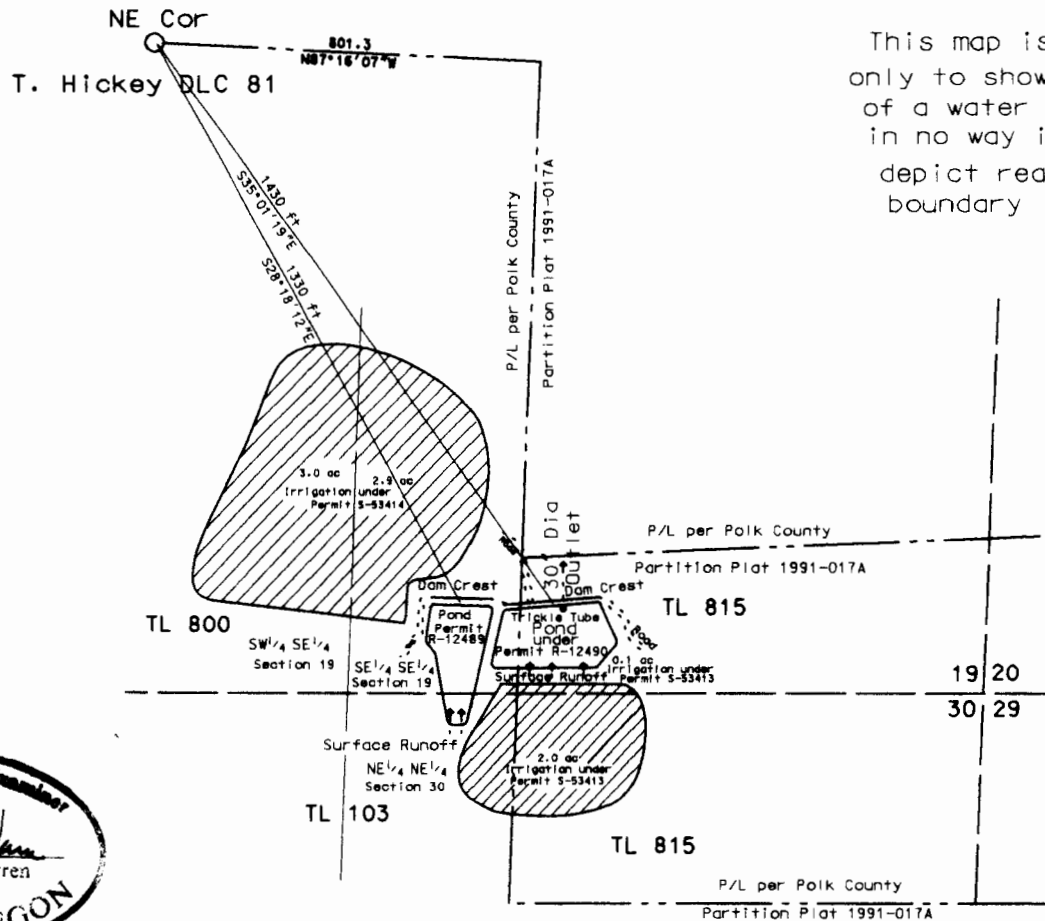 NE Cor
T. Hickey DLC 81
801.3
N87°16'07"W
This map is
only to show
of a water
in no way i
depict rea
boundary
1430 ft
S35°01'19"E
1330 ft
S28°18'12"E
P/L per Polk County
Partition Plat 1991-017A
3.0 ac
2.9 ac
Irrigation under
Permit S-53414
30" Dia
Outlet
P/L per Polk County
Partition Plat 1991-017A
Dam Crest
Dam Crest
TL 815
TL 800
Pond
Permit
R-12489
Trickle Tube
Pond
under
Permit R-12490
Road
SW¼ SE¼
Section 19
SE¼ SE¼
Section 19
0.1 ac
Irrigation under
Permit S-53413
Surface Runoff
19 20
30 29
Surface Runoff
NE¼ NE¼
Section 30
2.0 ac
Irrigation under
Permit S-53413
TL 103
TL 815
P/L per Polk County
Partition Plat 1991-017A
xaminer
ren
GON